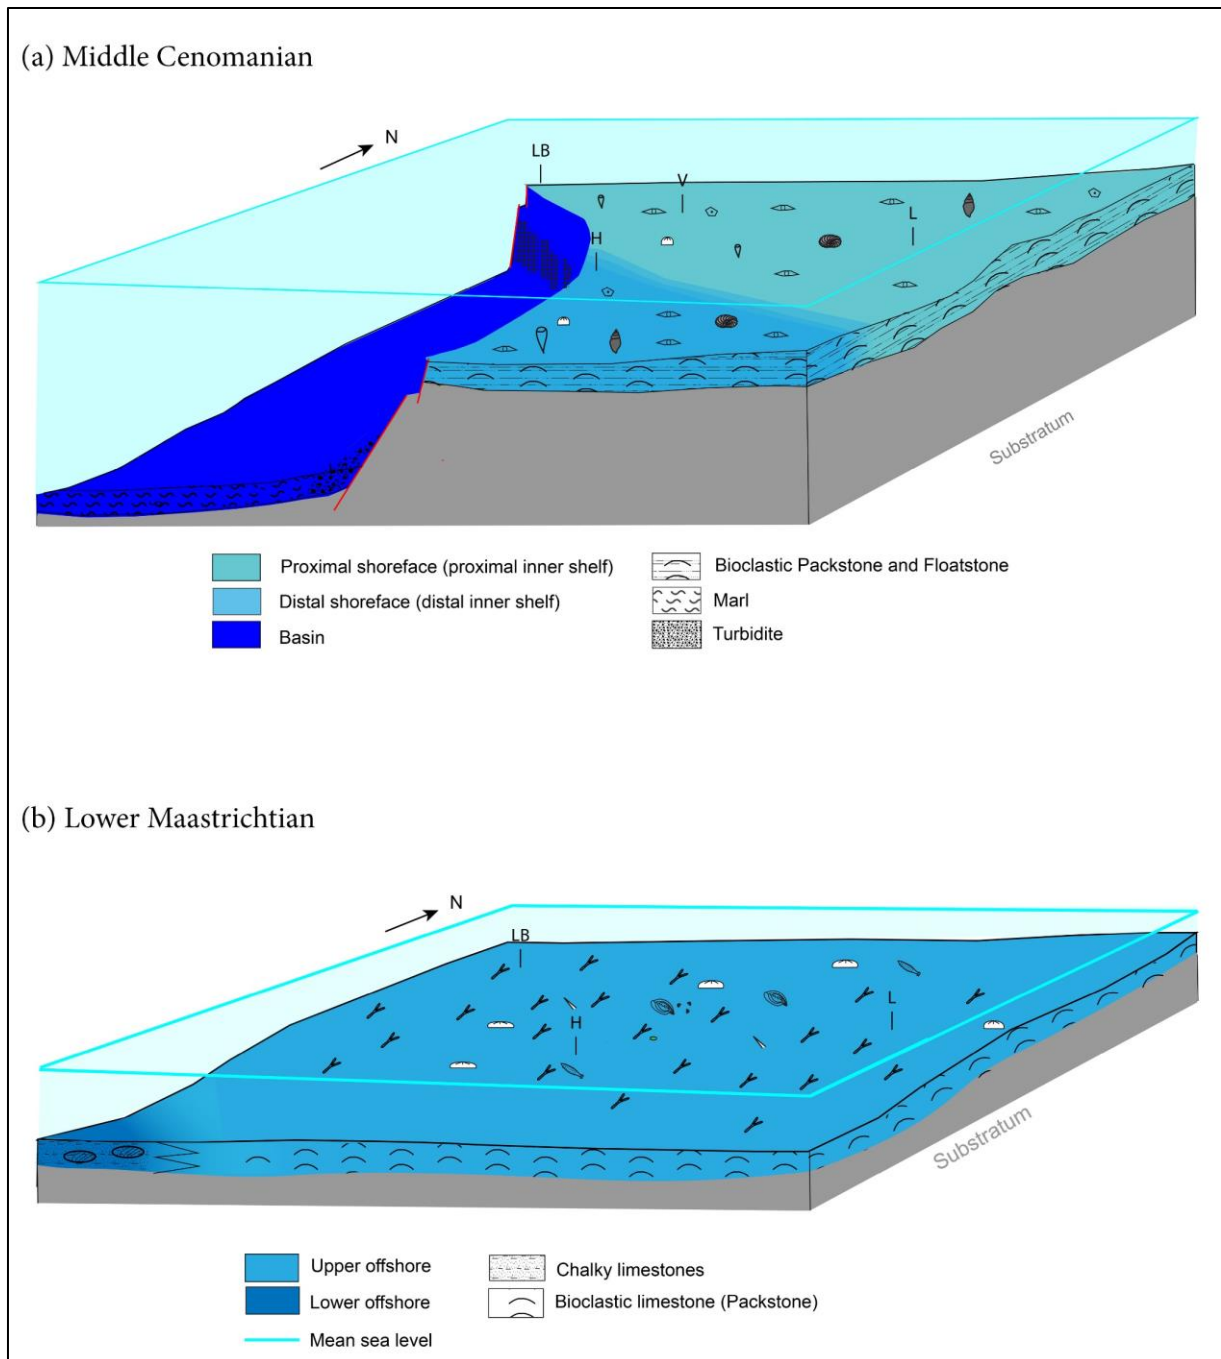 (a) Middle Cenomanian
N
LB
V
L
H
Substratum
Proximal shoreface (proximal inner shelf)
Distal shoreface (distal inner shelf)
Basin
Bioclastic Packstone and Floatstone
Marl
Turbidite
(b) Lower Maastrichtian
N
LB
L
H
Substratum
Upper offshore
Lower offshore
Mean sea level
Chalky limestones
Bioclastic limestone (Packstone)